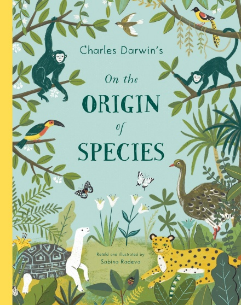 Charles Darwin's
On the
ORIGIN
of
SPECIES
Retold and illustrated by
Sabina Radeva